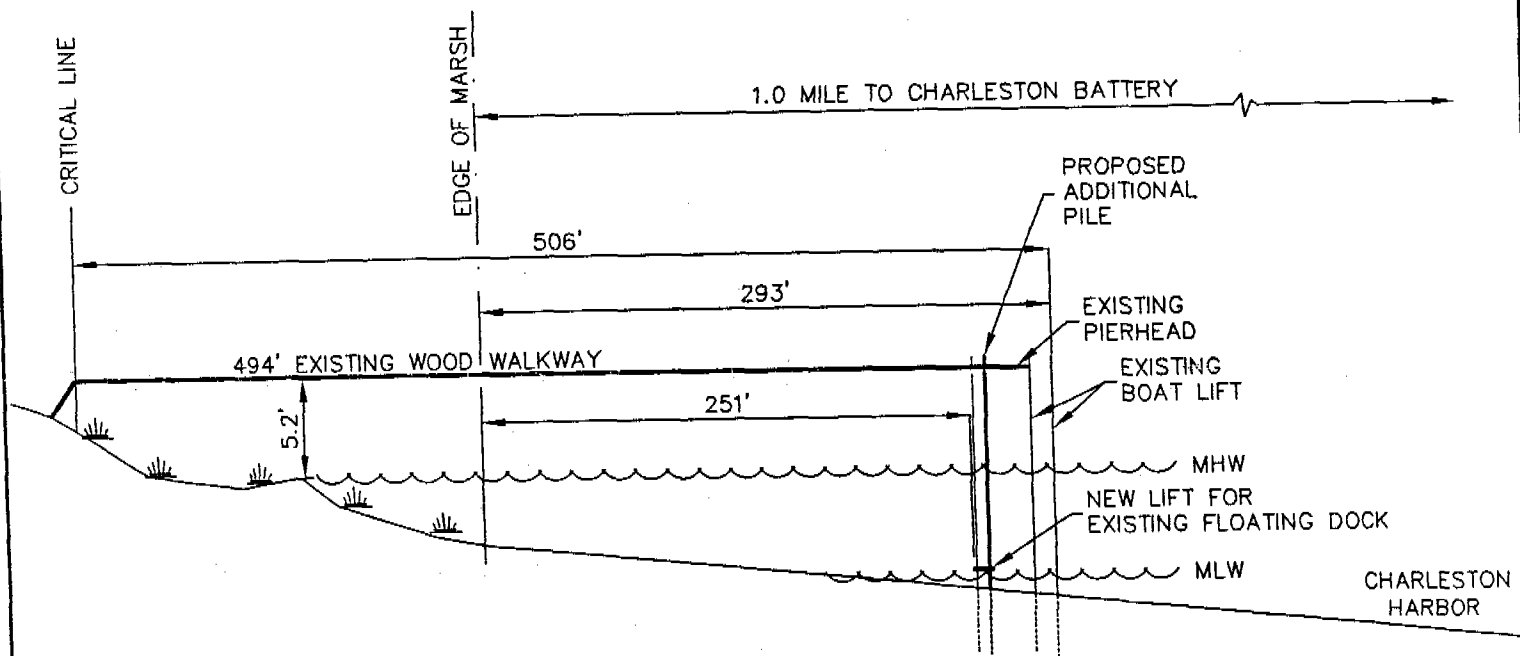 CRITICAL LINE
EDGE OF MARSH
1.0 MILE TO CHARLESTON BATTERY
PROPOSED
ADDITIONAL
PILE
506'
293'
EXISTING
PIERHEAD
494' EXISTING WOOD WALKWAY
EXISTING
BOAT LIFT
251'
5.2'
MHW
NEW LIFT FOR
EXISTING FLOATING DOCK
MLW
CHARLESTON
HARBOR